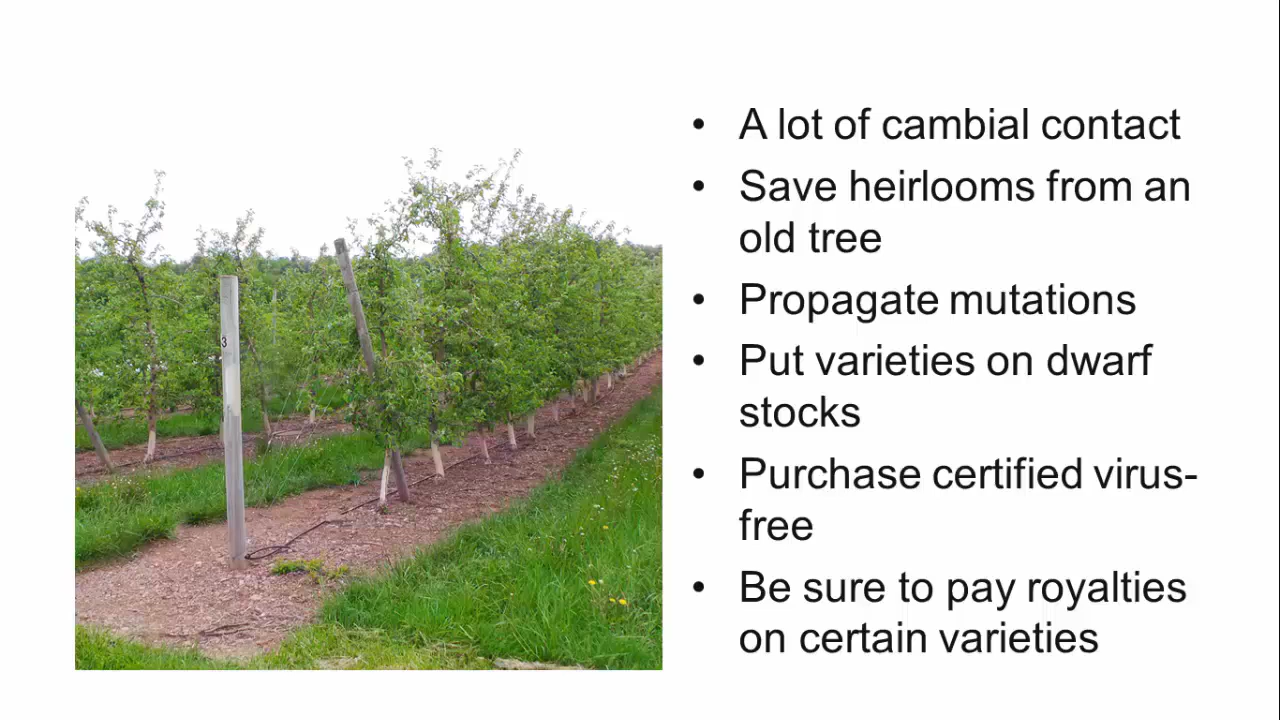 • A lot of cambial contact
• Save heirlooms from an
old tree
• Propagate mutations
• Put varieties on dwarf
stocks
• Purchase certified virus-
free
• Be sure to pay royalties
on certain varieties
3